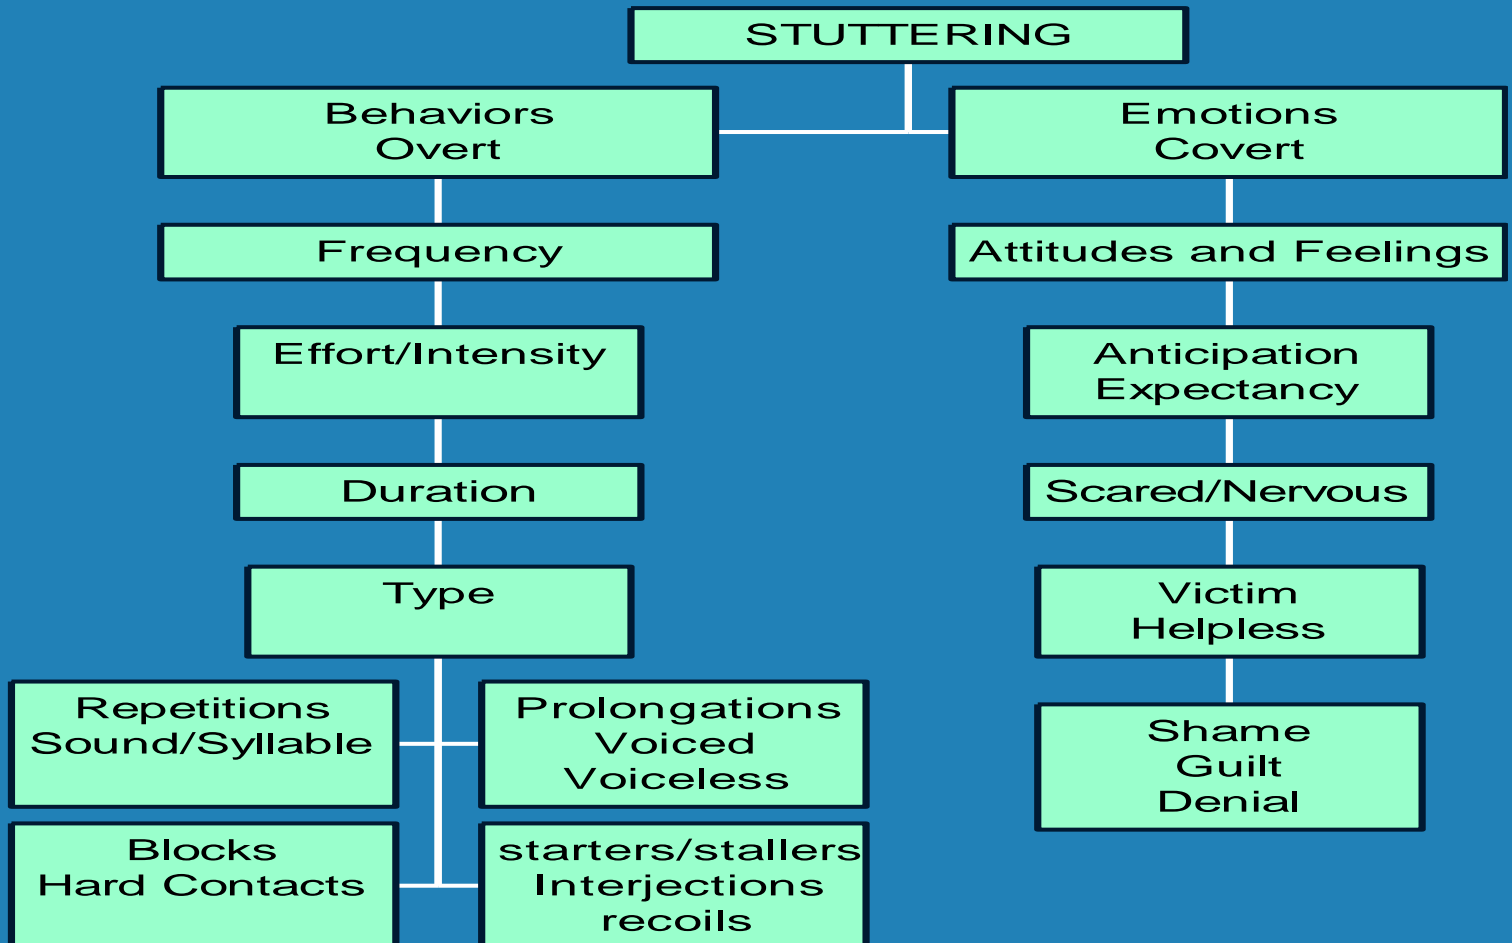 STUTTERING
Behaviors
Overt
Emotions
Covert
Frequency
Attitudes and Feelings
Effort/Intensity
Anticipation
Expectancy
Duration
Scared/Nervous
Type
Victim
Helpless
Repetitions
Sound/Syllable
Prolongations
Voiced
Voiceless
Shame
Guilt
Denial
Blocks
Hard Contacts
starters/stallers
Interjections
recoils